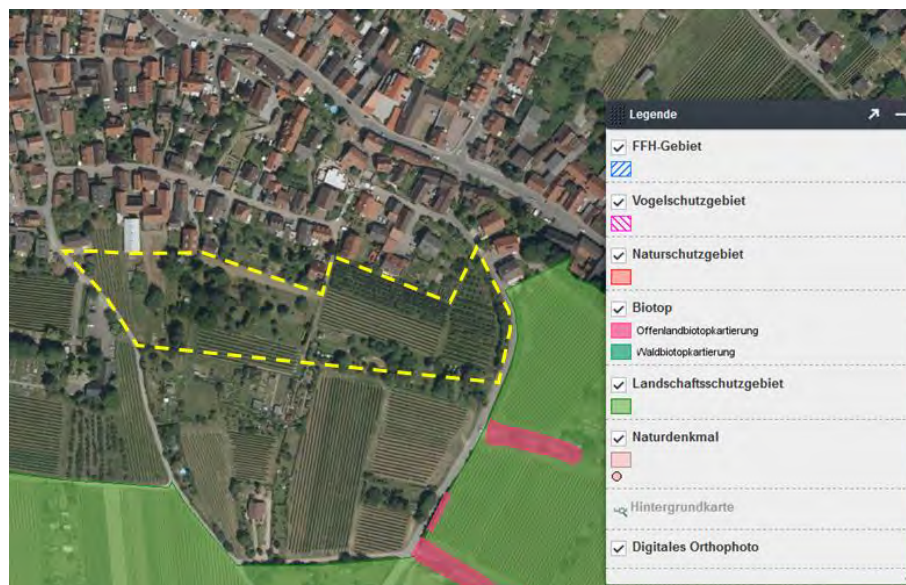 Legende
FFH-Gebiet
Vogelschutzgebiet
Naturschutzgebiet
Biotop
Offenlandbiotopkartierung
Waldbiotopkartierung
Landschaftsschutzgebiet
Naturdenkmal
Hintergrundkarte
Digitales Orthophoto